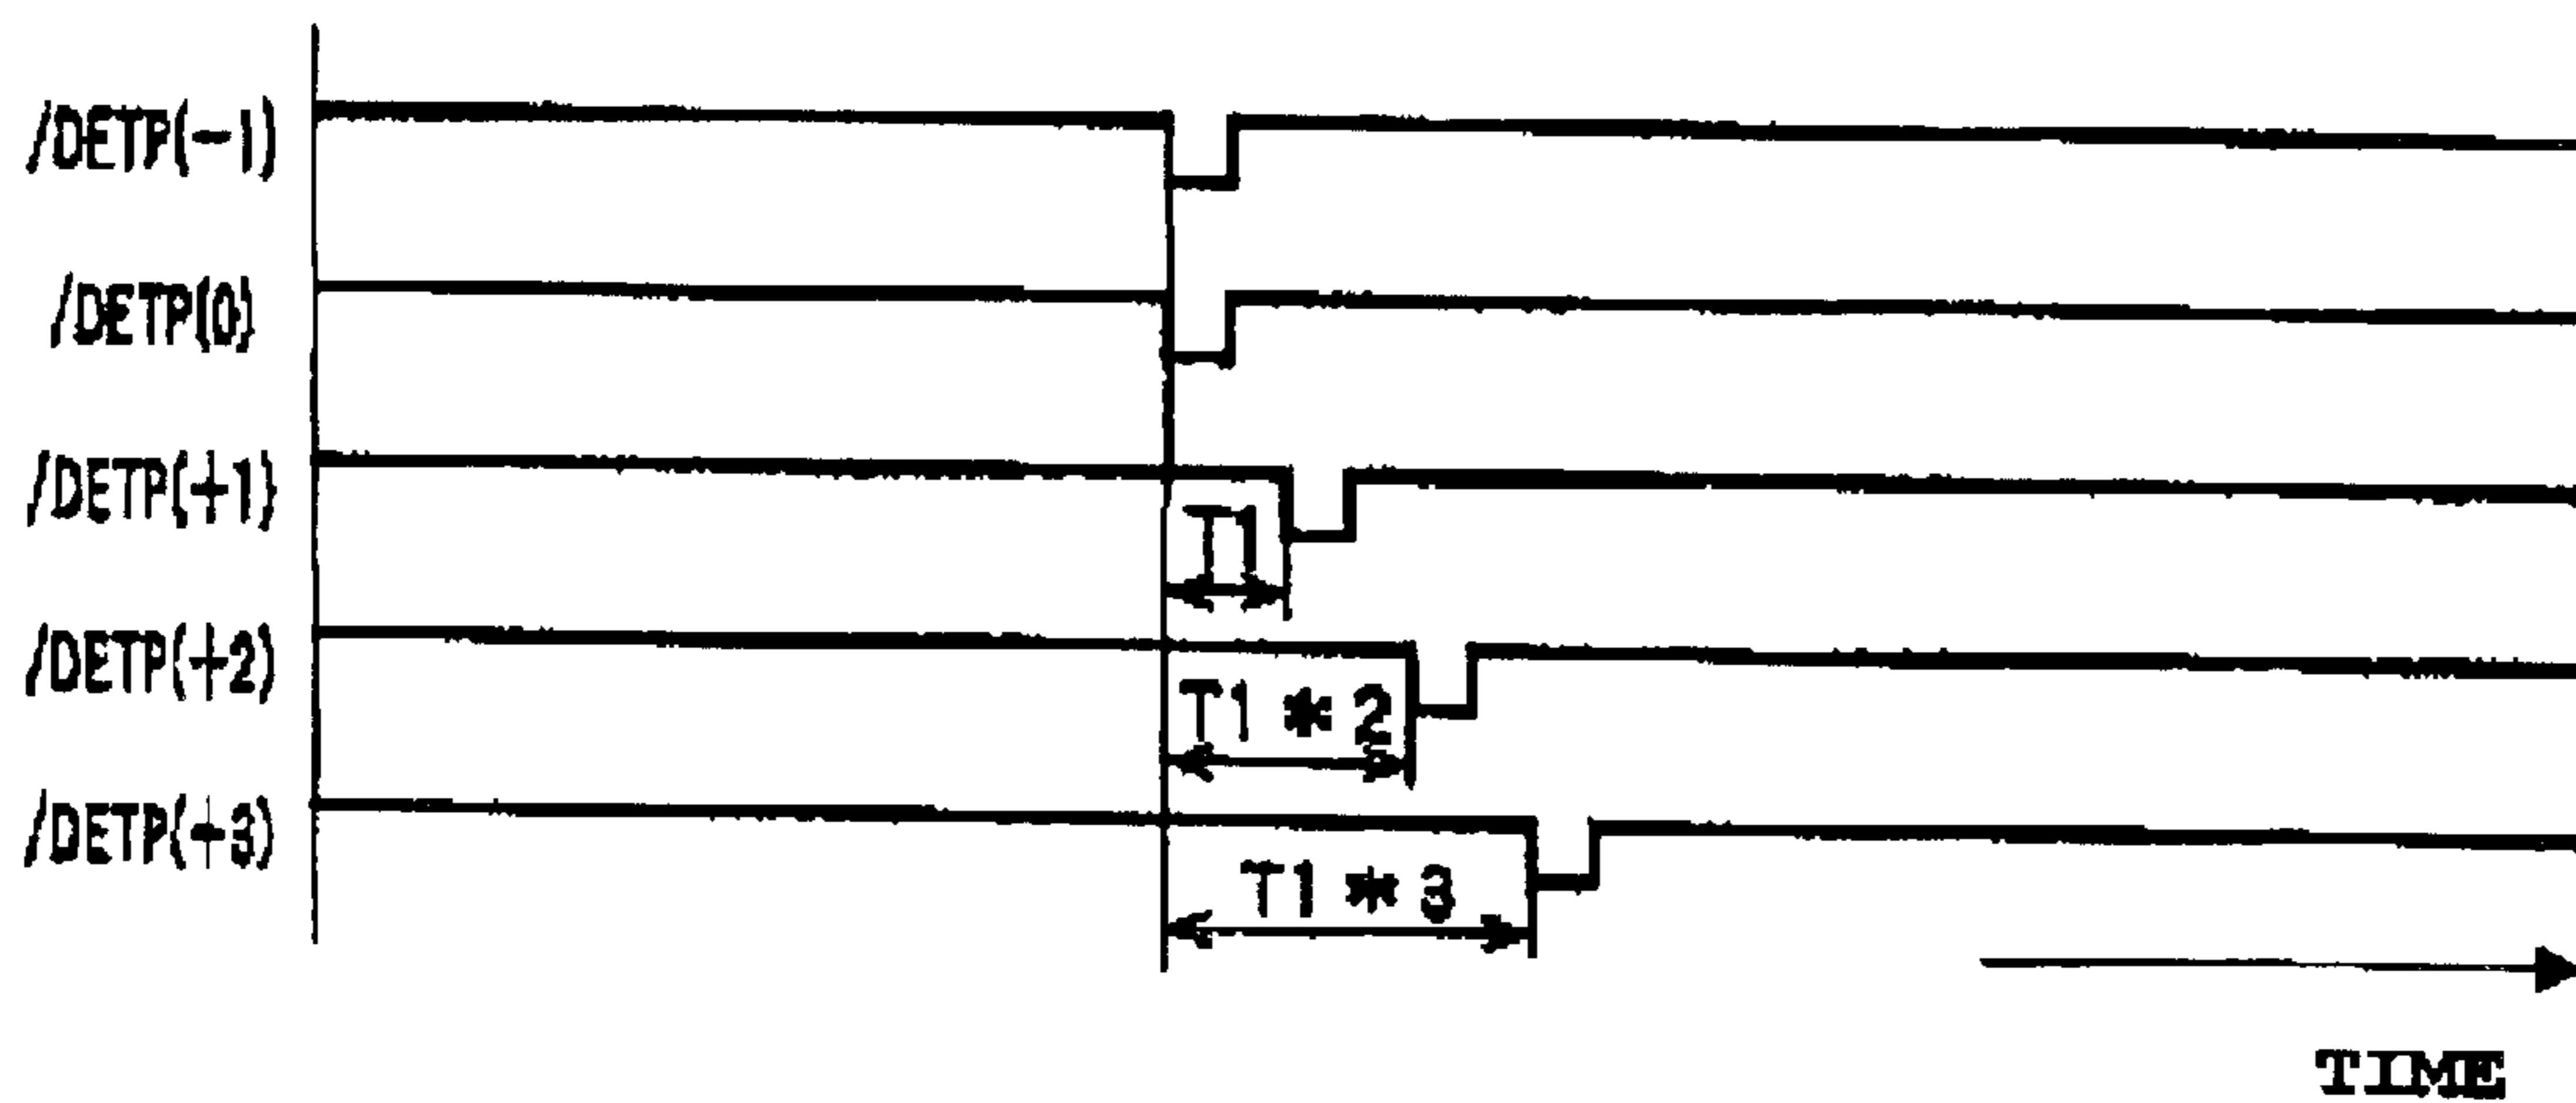 /DETP(-1)
/DETP(0)
/DETP(+1)
T1
/DETP(+2)
T1 * 2
/DETP(+3)
T1 * 3
TIME